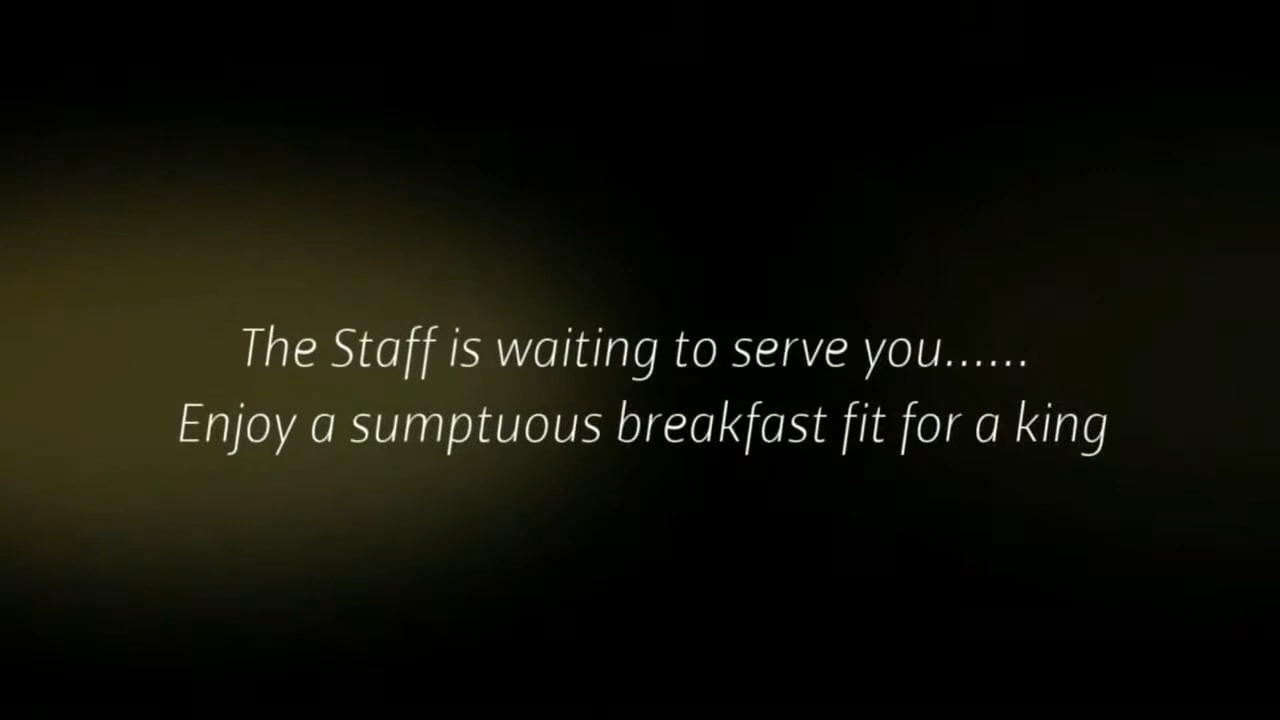 The Staff is waiting to serve you......
Enjoy a sumptuous breakfast fit for a king